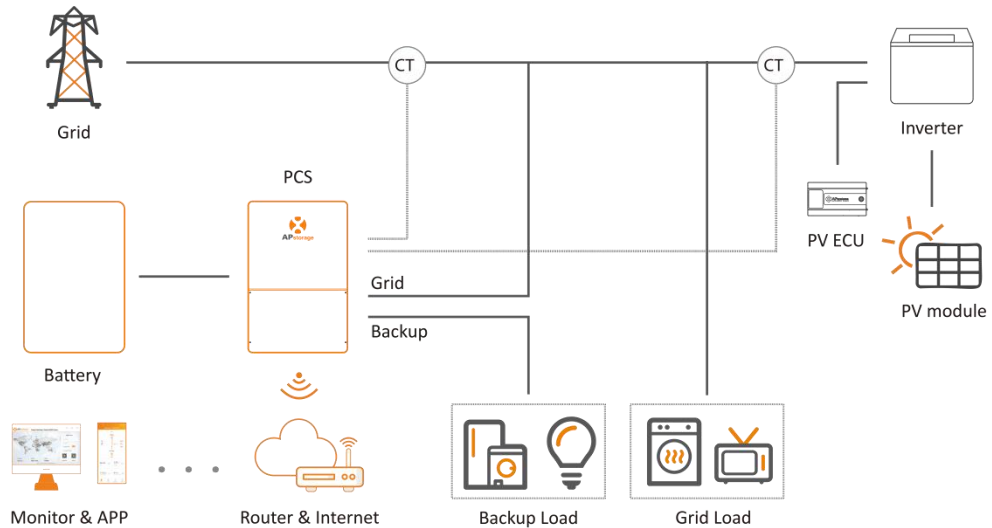 CT
CT
Grid
Inverter
PCS
APstorage
PV ECU
Grid
PV module
Backup
Battery
Monitor & APP
Router & Internet
Backup Load
Grid Load